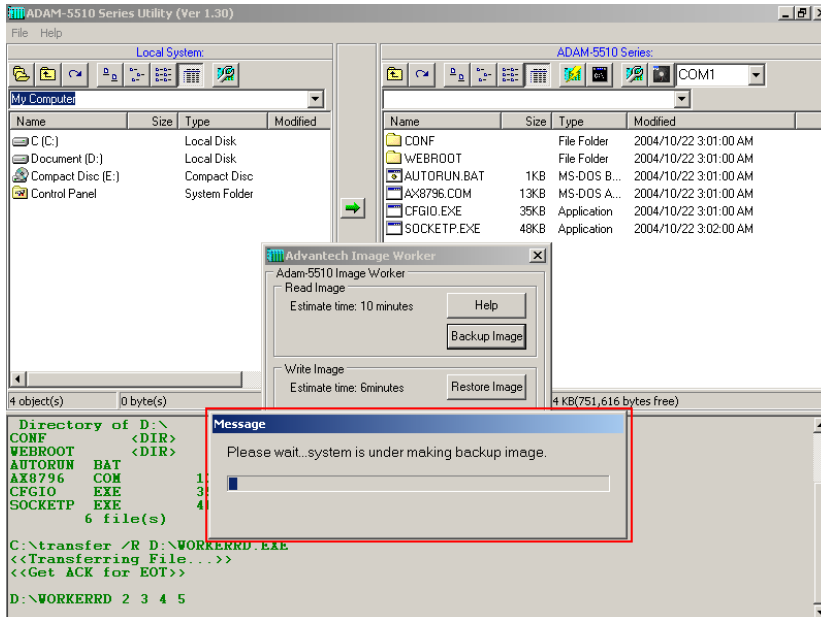 ADAM-5510 Series Utility (Ver 1.30)
File Help
Local System:
My Computer
Name Size Type Modified
C (C:) Local Disk
Document (D:) Local Disk
Compact Disc (E:) Compact Disc
Control Panel System Folder
4 object(s) 0 byte(s)
ADAM-5510 Series:
COM1
Name Size Type Modified
CONF File Folder 2004/10/22 3:01:00 AM
WEBROOT File Folder 2004/10/22 3:01:00 AM
AUTORUN.BAT 1KB MS-DOS B... 2004/10/22 3:01:00 AM
AX8796.COM 13KB MS-DOS A... 2004/10/22 3:01:00 AM
CFGIO.EXE 35KB Application 2004/10/22 3:01:00 AM
SOCKETP.EXE 48KB Application 2004/10/22 3:02:00 AM
4 KB(751,616 bytes free)
Advantech Image Worker
Adam-5510 Image Worker
Read Image
Estimate time: 10 minutes
Help
Backup Image
Write Image
Estimate time: 6minutes
Restore Image
Message
Please wait...system is under making backup image.
Directory of D:\
CONF <DIR>
WEBROOT <DIR>
AUTORUN BAT
AX8796 COM 1
CFGIO EXE 3
SOCKETP EXE 4
6 file(s)
C:\transfer /R D:\WORKERRD.EXE
<<Transferring File...>>
<<Get ACK for EOT>>
D:\WORKERRD 2 3 4 5